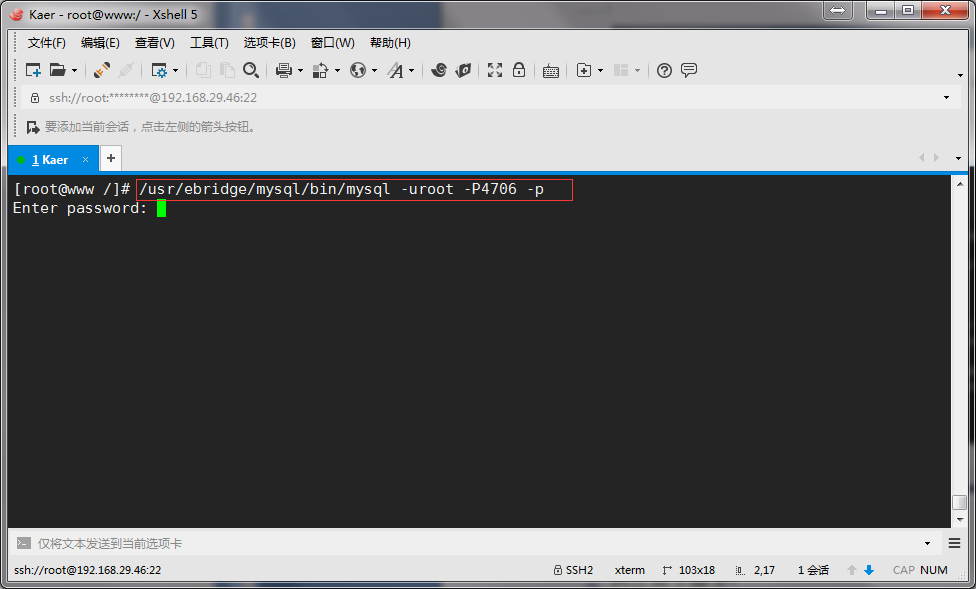 Kaer - root@www:/ - Xshell 5
文件(F) 编辑(E) 查看(V) 工具(T) 选项卡(B) 窗口(W) 帮助(H)
ssh://root:********@192.168.29.46:22
要添加当前会话，点击左侧的箭头按钮。
1 Kaer × +
[root@www /]# /usr/ebridge/mysql/bin/mysql -uroot -P4706 -p
Enter password:
仅将文本发送到当前选项卡
ssh://root@192.168.29.46:22 SSH2 xterm 103x18 2,17 1 会话 CAP NUM